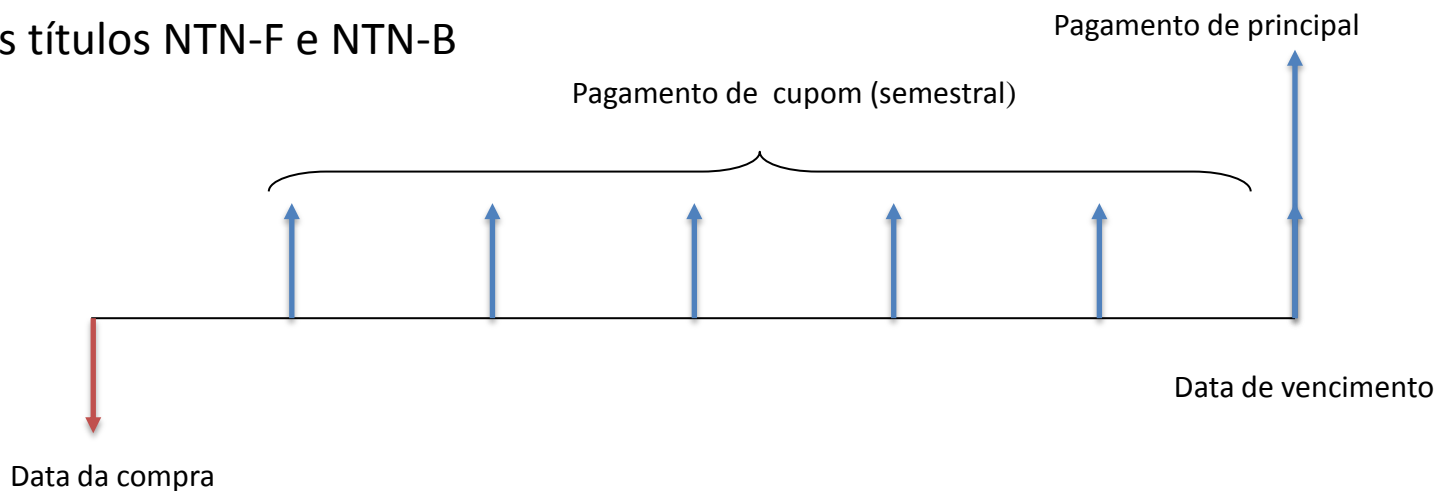 s títulos NTN-F e NTN-B
Pagamento de principal
Pagamento de  cupom (semestral)
Data de vencimento
Data da compra